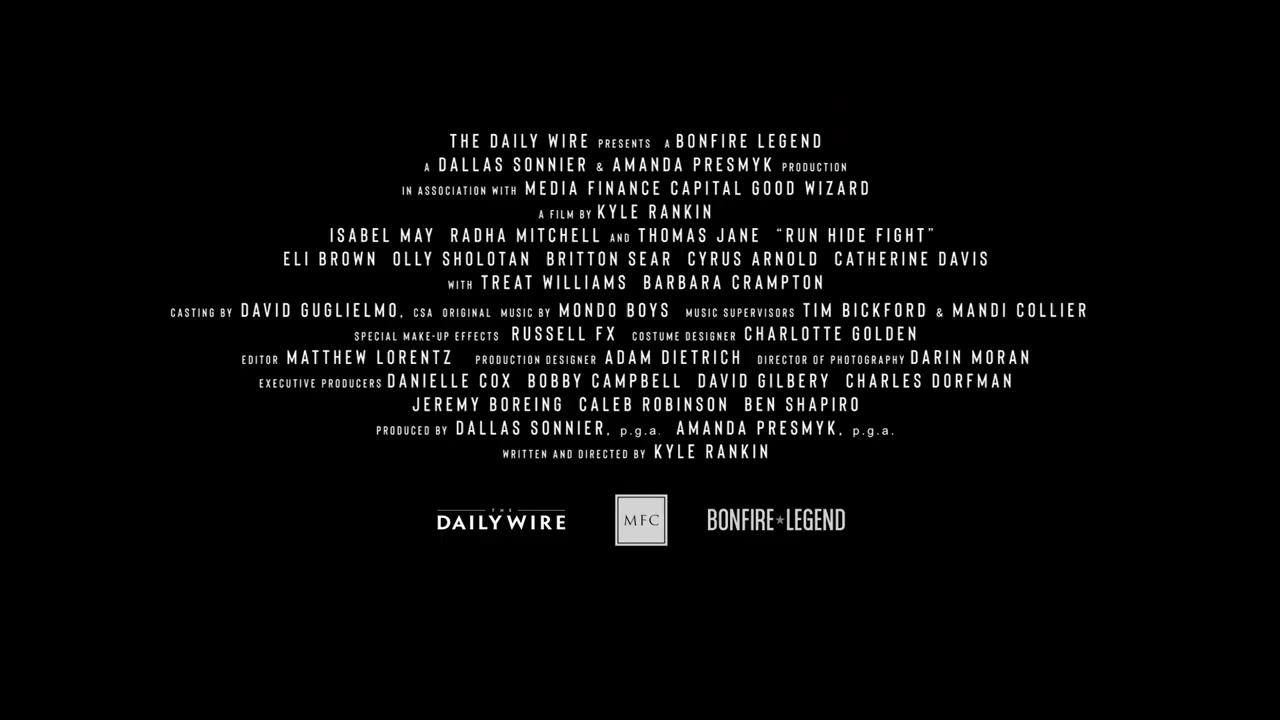 THE DAILY WIRE PRESENTS A BONFIRE LEGEND
A DALLAS SONNIER & AMANDA PRESMYK PRODUCTION
IN ASSOCIATION WITH MEDIA FINANCE CAPITAL GOOD WIZARD
A FILM BY KYLE RANKIN
ISABEL MAY RADHA MITCHELL AND THOMAS JANE “RUN HIDE FIGHT”
ELI BROWN OLLY SHOLOTAN BRITTON SEAR CYRUS ARNOLD CATHERINE DAVIS
WITH TREAT WILLIAMS BARBARA CRAMPTON
CASTING BY DAVID GUGLIELMO, CSA ORIGINAL MUSIC BY MONDO BOYS MUSIC SUPERVISORS TIM BICKFORD & MANDI COLLIER
SPECIAL MAKE-UP EFFECTS RUSSELL FX COSTUME DESIGNER CHARLOTTE GOLDEN
EDITOR MATTHEW LORENTZ PRODUCTION DESIGNER ADAM DIETRICH DIRECTOR OF PHOTOGRAPHY DARIN MORAN
EXECUTIVE PRODUCERS DANIELLE COX BOBBY CAMPBELL DAVID GILBERY CHARLES DORFMAN
JEREMY BOREING CALEB ROBINSON BEN SHAPIRO
PRODUCED BY DALLAS SONNIER, p.g.a. AMANDA PRESMYK, p.g.a.
WRITTEN AND DIRECTED BY KYLE RANKIN
THE
DAILY WIRE
MFC
BONFIRE★LEGEND